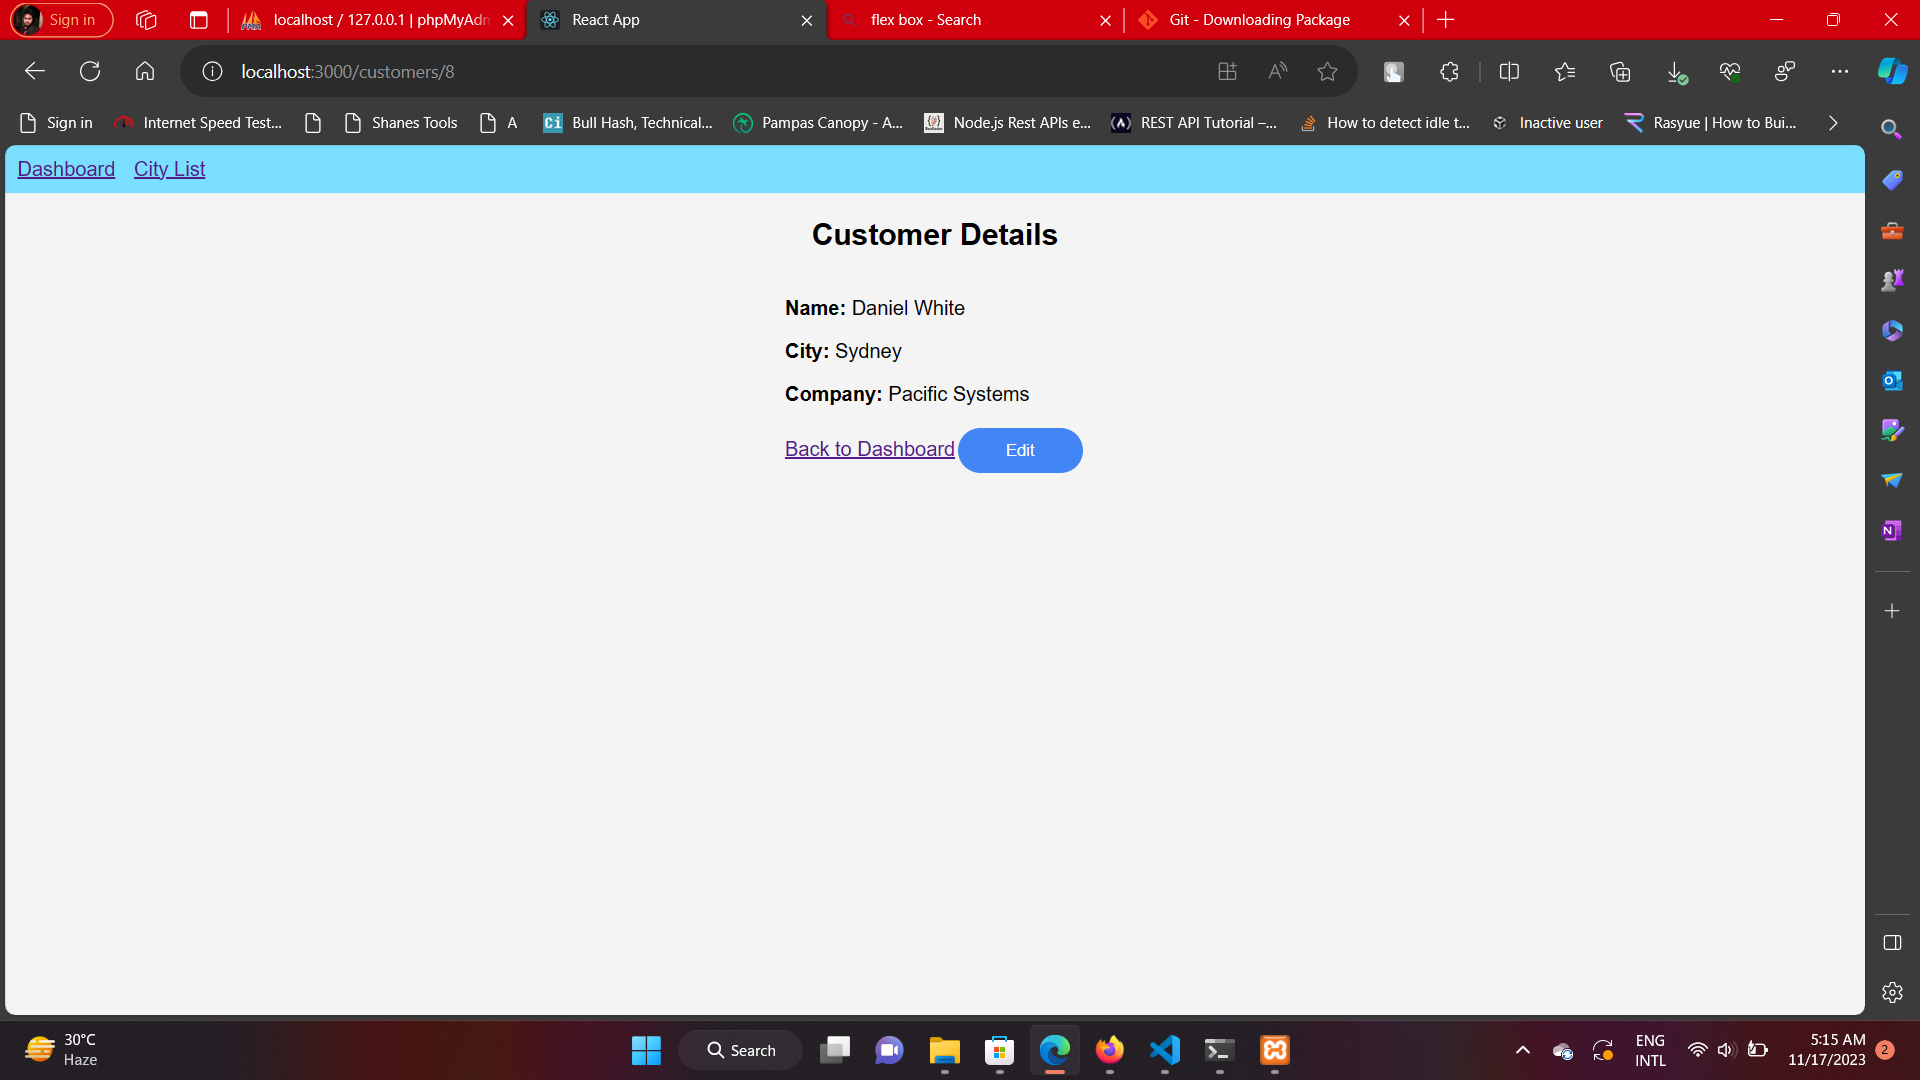 Sign in
localhost / 127.0.0.1 | phpMyAdm
React App
flex box - Search
Git - Downloading Package
localhost:3000/customers/8
Sign in
Internet Speed Test...
Shanes Tools
A
Ci
Bull Hash, Technical...
Pampas Canopy - A...
Node.js Rest APIs e...
REST API Tutorial –...
How to detect idle t...
Inactive user
Rasyue | How to Bui...
Dashboard City List
Customer Details
Name: Daniel White
City: Sydney
Company: Pacific Systems
Back to Dashboard Edit
30°C
Haze
Search
ENG
INTL
5:15 AM
11/17/2023
2